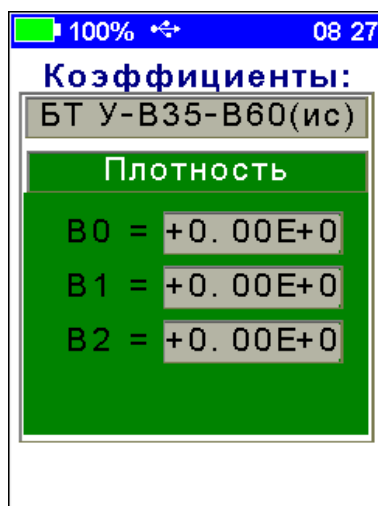 100% 08 27
Коэффициенты:
БТ У-В35-В60(ис)
Плотность
B0 = +0.00E+0
B1 = +0.00E+0
B2 = +0.00E+0